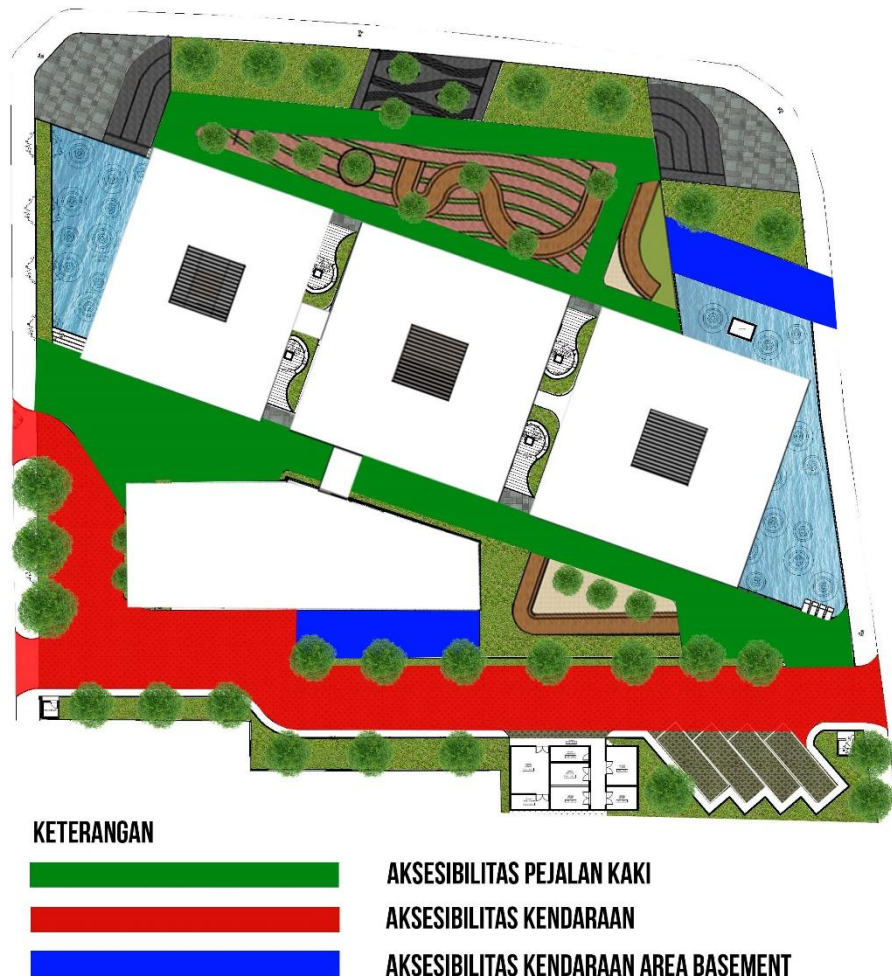 KETERANGAN
AKSESIBILITAS PEJALAN KAKI
AKSESIBILITAS KENDARAAN
AKSESIBILITAS KENDARAAN AREA BASEMENT